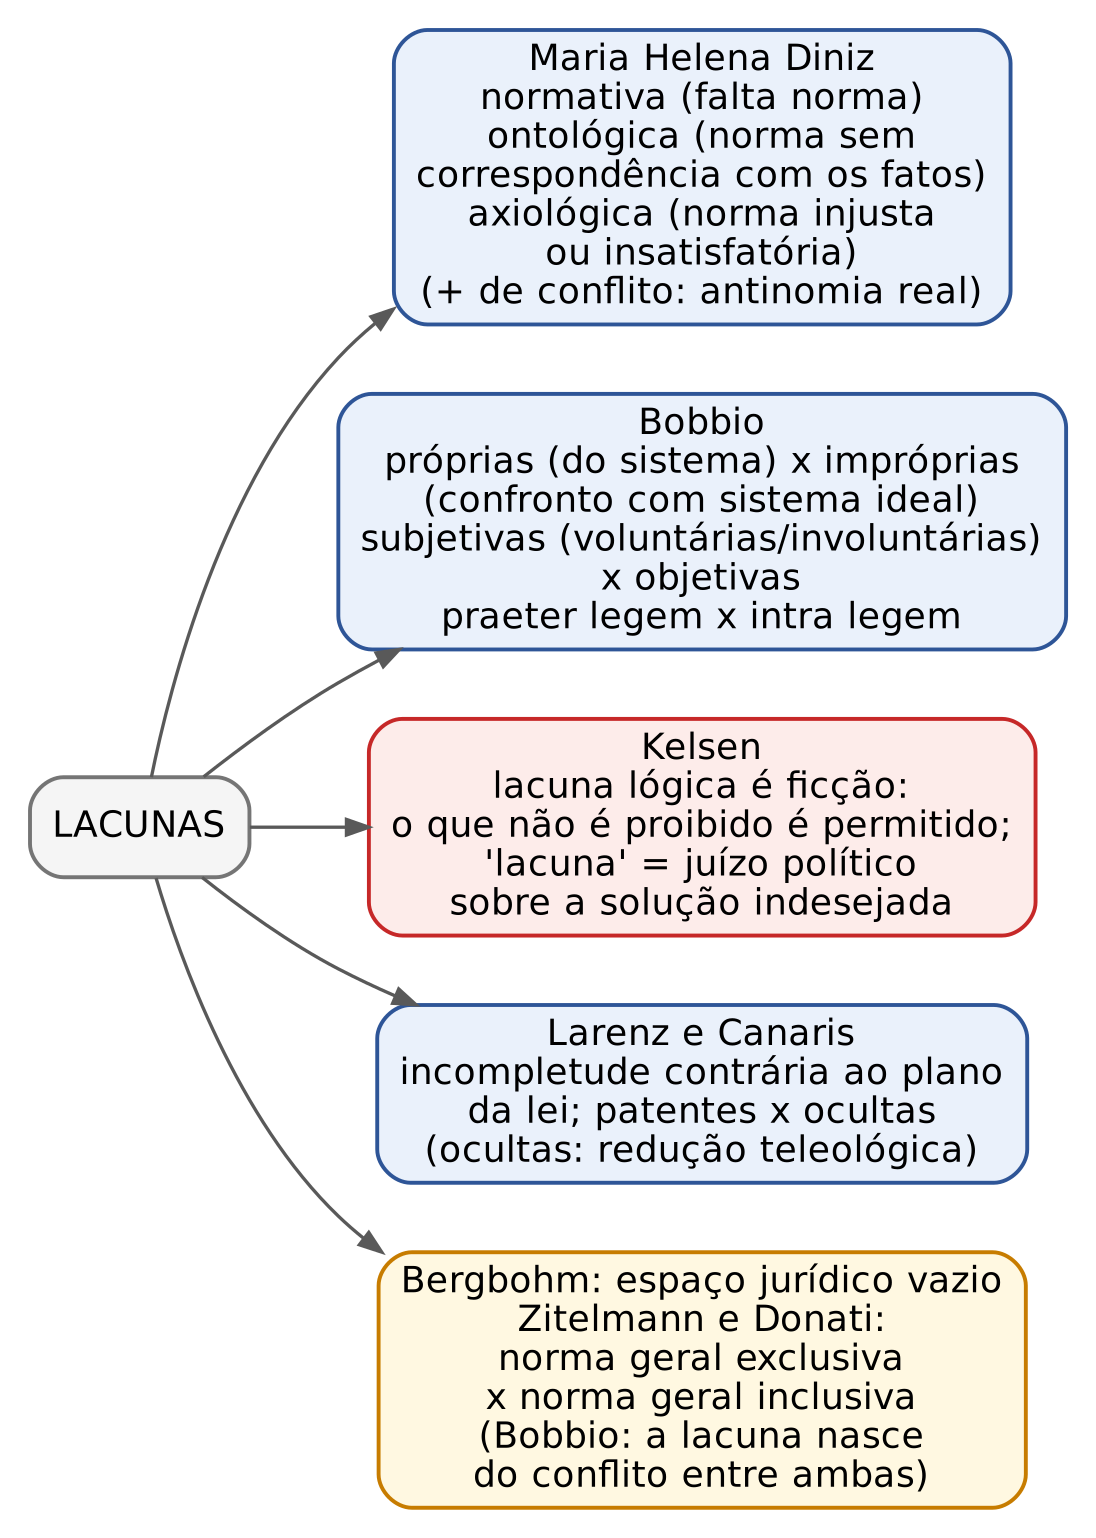 Maria Helena Diniz
normativa (falta norma)
ontológica (norma sem
correspondência com os fatos)
axiológica (norma injusta
ou insatisfatória)
(+ de conflito: antinomia real)
Bobbio
próprias (do sistema) x impróprias
(confronto com sistema ideal)
subjetivas (voluntárias/involuntárias)
x objetivas
praeter legem x intra legem
LACUNAS
Kelsen
lacuna lógica é ficção:
o que não é proibido é permitido;
'lacuna' = juízo político
sobre a solução indesejada
Larenz e Canaris
incompletude contrária ao plano
da lei; patentes x ocultas
(ocultas: redução teleológica)
Bergbohm: espaço jurídico vazio
Zitelmann e Donati:
norma geral exclusiva
x norma geral inclusiva
(Bobbio: a lacuna nasce
do conflito entre ambas)